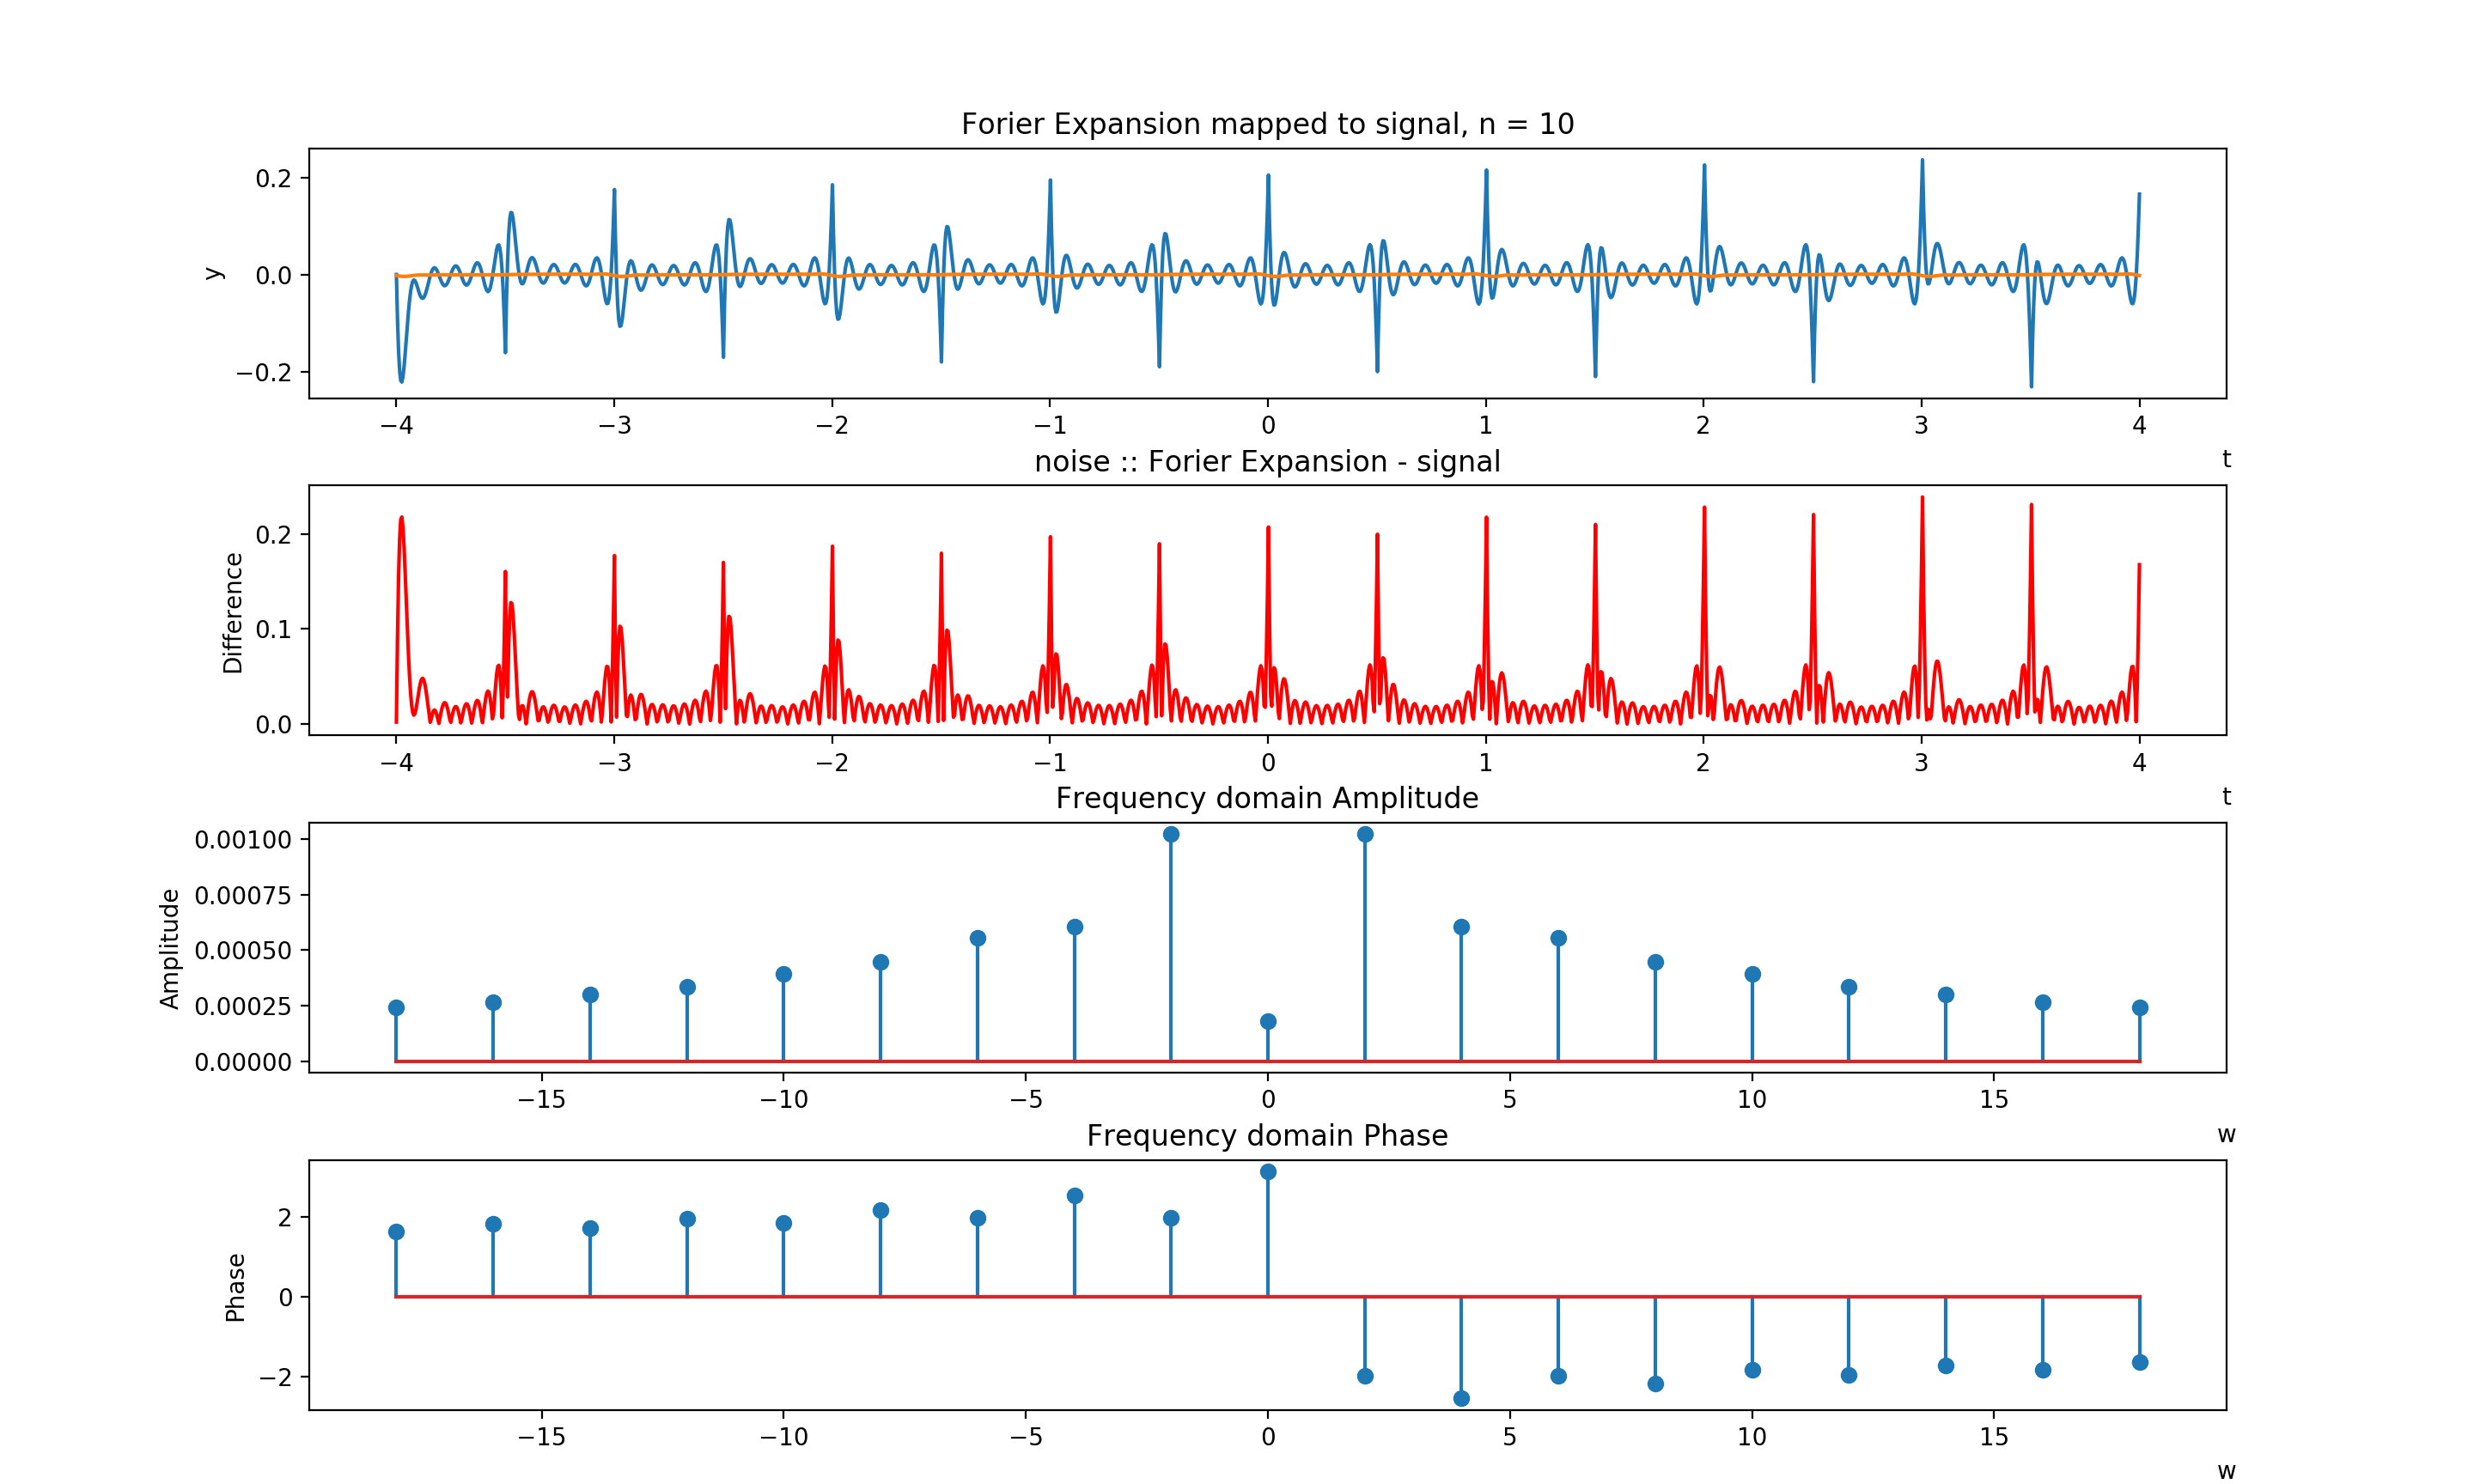 Forier Expansion mapped to signal, n = 10
y
0.2
0.0
−0.2
−4 −3 −2 −1 0 1 2 3 4
t
noise :: Forier Expansion - signal
Difference
0.2
0.1
0.0
−4 −3 −2 −1 0 1 2 3 4
t
Frequency domain Amplitude
Amplitude
0.00100
0.00075
0.00050
0.00025
0.00000
−15 −10 −5 0 5 10 15
w
Frequency domain Phase
Phase
2
0
−2
−15 −10 −5 0 5 10 15
w